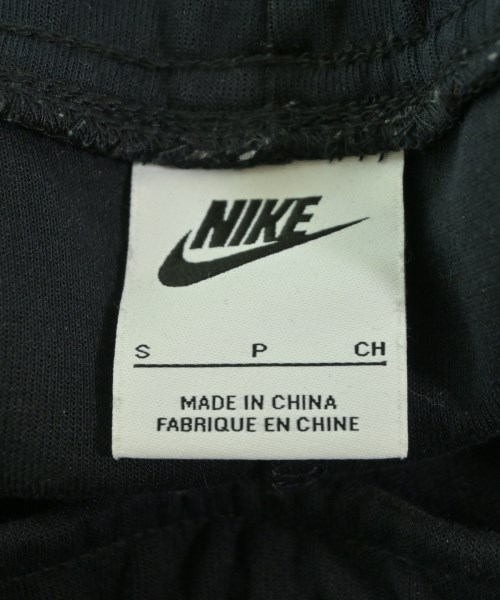 NIKE
S P CH
MADE IN CHINA
FABRIQUE EN CHINE